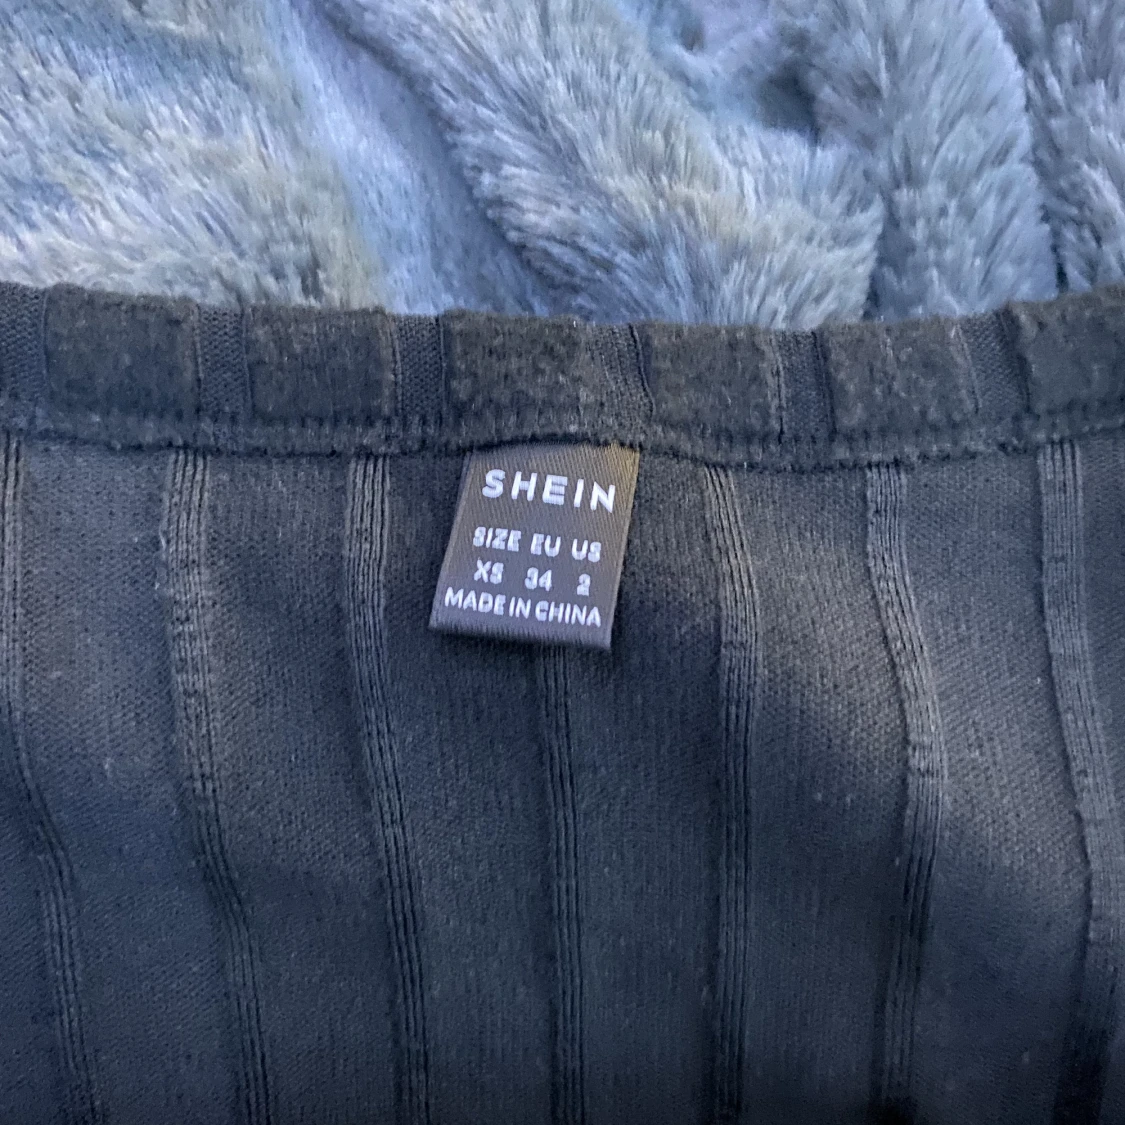 SHEIN
SIZE EU US
XS 34 2
MADE IN CHINA